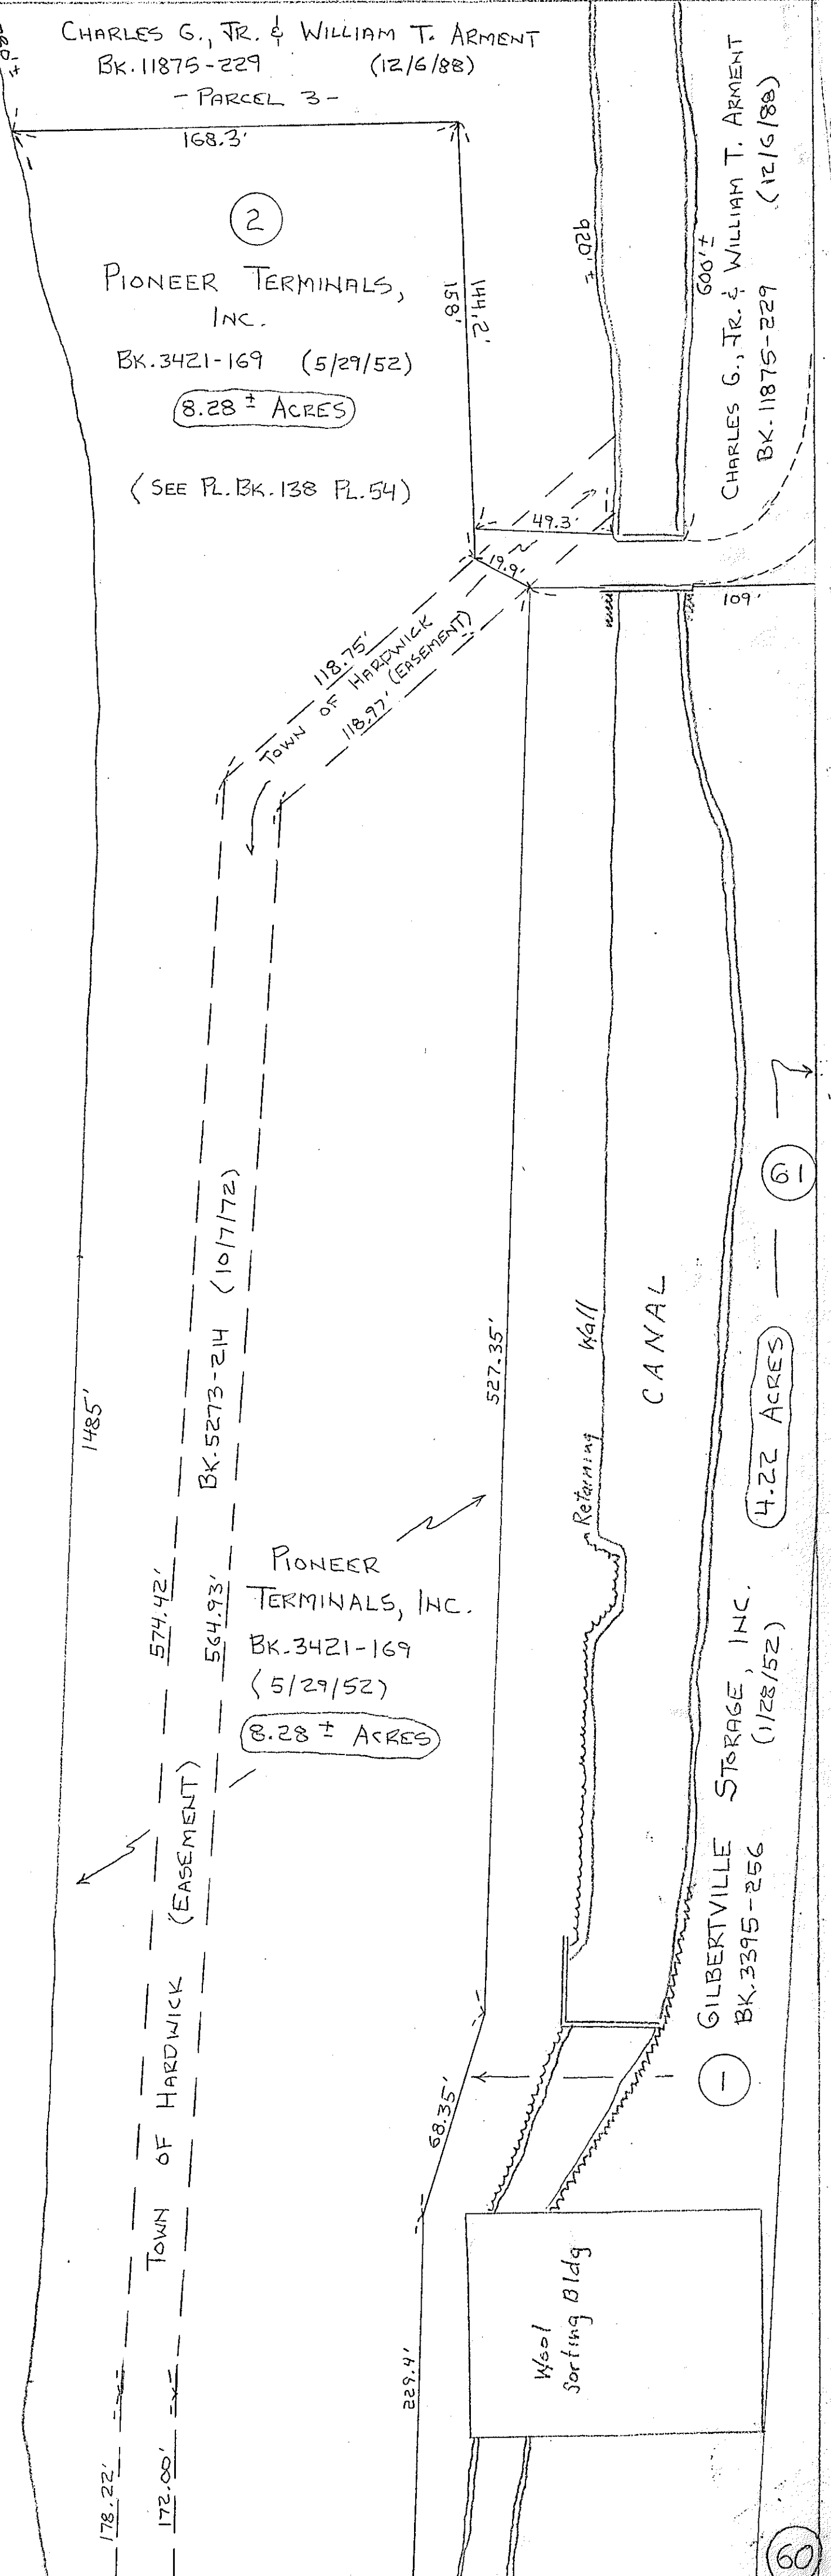 CHARLES G., JR. & WILLIAM T. ARMENT
BK. 11875-229 (12/6/88)
- PARCEL 3 -
168.3'
2
PIONEER TERMINALS,
INC.
BK. 3421-169 (5/29/52)
8.28 ± ACRES
(SEE PL. BK. 138 PL. 54)
144.2'
158'
920' ±
600' ±
CHARLES G., JR. & WILLIAM T. ARMENT
BK. 11875-229 (12/6/88)
49.3'
19.9'
109'
118.75'
TOWN OF HARDWICK
(EASEMENT)
118.97'
BK. 5273-214 (10/7/72)
1485'
527.35'
Retaining Wall
CANAL
61
4.22 ACRES
574.42'
564.93'
PIONEER
TERMINALS, INC.
BK. 3421-169
(5/29/52)
8.28 ± ACRES
TOWN OF HARDWICK (EASEMENT)
1
GILBERTVILLE STORAGE, INC.
BK. 3395-256 (1/28/52)
68.35'
Wool
Sorting Bldg
229.4'
178.22'
172.00'
60